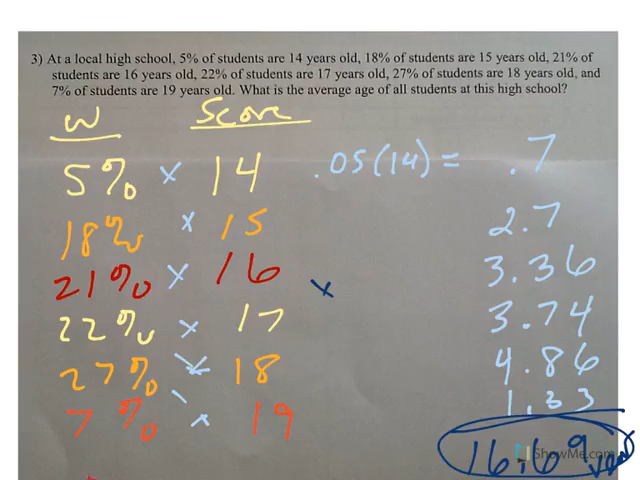 3) At a local high school, 5% of students are 14 years old, 18% of students are 15 years old, 21% of
students are 16 years old, 22% of students are 17 years old, 27% of students are 18 years old, and
7% of students are 19 years old. What is the average age of all students at this high school?
W Score
5% x 14 .05(14) = .7
18% x 15 2.7
21% x 16 x 3.36
22% x 17 3.74
27% x 18 4.86
7% x 19 1.33
16.69
ShowMe.com